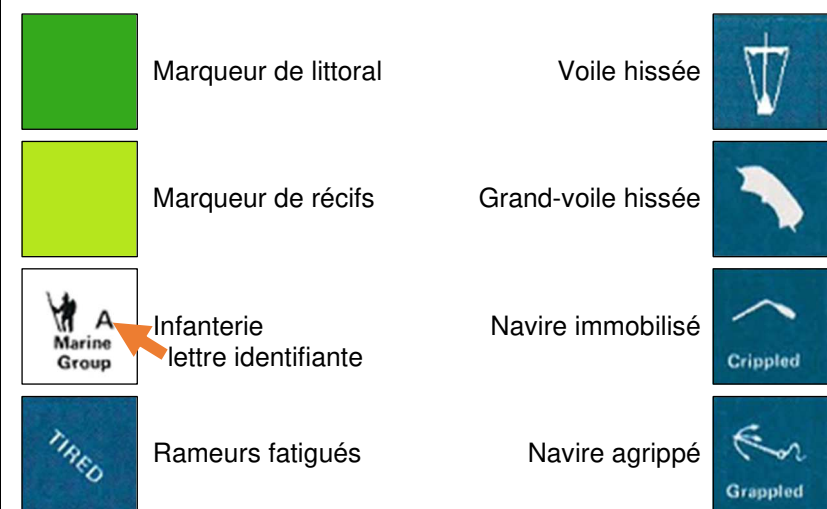 Marqueur de littoral
Voile hissée
Marqueur de récifs
Grand-voile hissée
A
Marine
Group
Infanterie
lettre identifiante
Navire immobilisé
Crippled
TIRED
Rameurs fatigués
Navire agrippé
Grappled